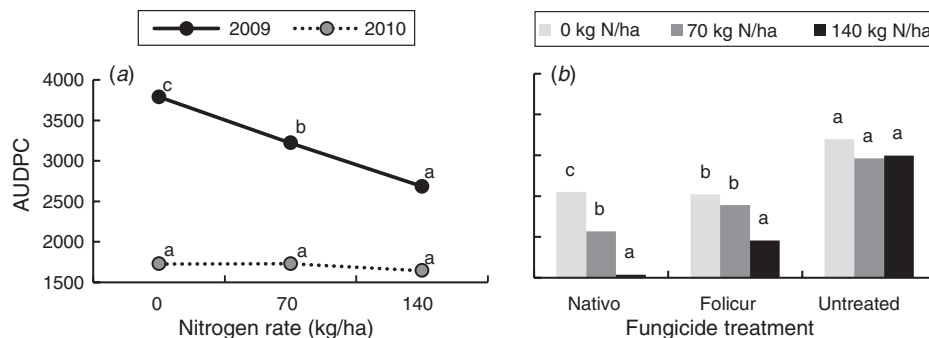 2009 2010
0 kg N/ha 70 kg N/ha 140 kg N/ha
(a)
AUDPC
4000
3500
3000
2500
2000
1500
c
b
a
a
a
a
0 70 140
Nitrogen rate (kg/ha)
(b)
c
b
a
b
b
a
a
a
a
Nativo Folicur Untreated
Fungicide treatment